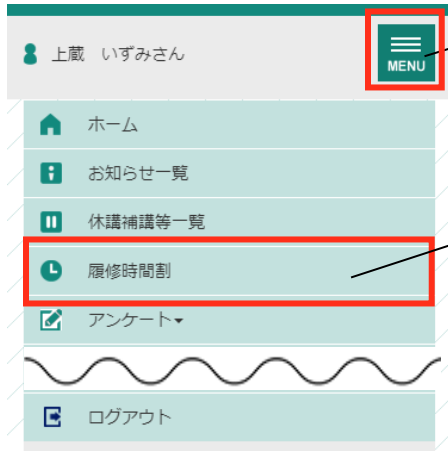 上蔵　いずみさん
MENU
ホーム
お知らせ一覧
休講補講等一覧
履修時間割
アンケート▾
ログアウト